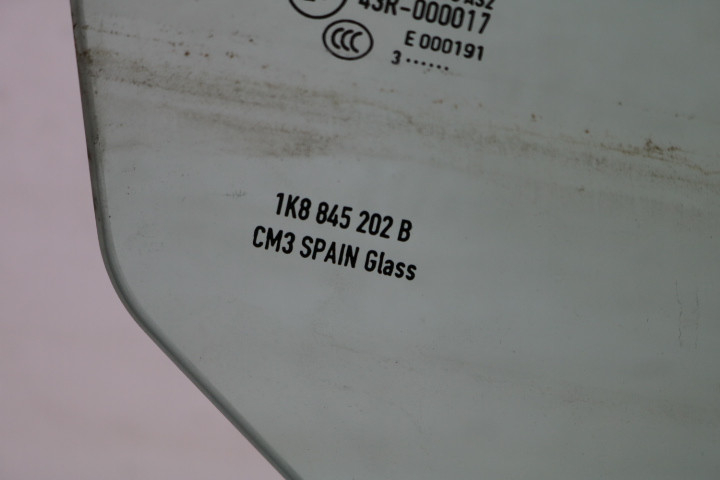 43R-000017
CCC E 000191
3······
1K8 845 202 B
CM3 SPAIN Glass